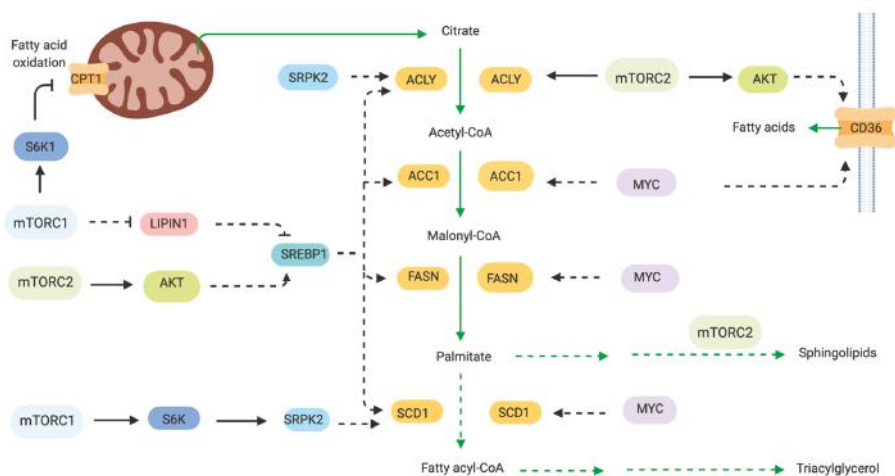 Citrate
Fatty acid
oxidation
CPT1
SRPK2
ACLY
ACLY
mTORC2
AKT
Fatty acids
CD36
Acetyl-CoA
S6K1
ACC1
ACC1
MYC
mTORC1
LIPIN1
Malonyl-CoA
SREBP1
mTORC2
AKT
FASN
FASN
MYC
mTORC2
Palmitate
Sphingolipids
mTORC1
S6K
SRPK2
SCD1
SCD1
MYC
Fatty acyl-CoA
Triacylglycerol